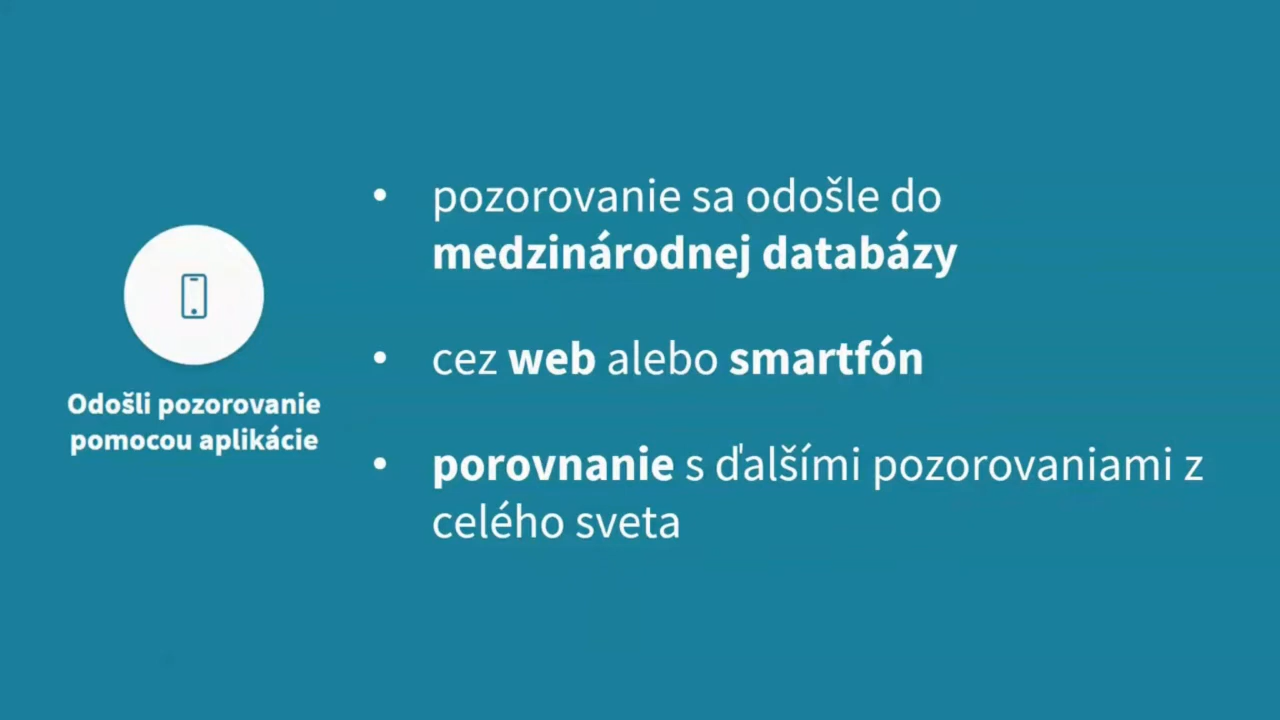 Odošli pozorovanie
pomocou aplikácie
• pozorovanie sa odošle do
medzinárodnej databázy
• cez web alebo smartfón
• porovnanie s ďalšími pozorovaniami z
celého sveta